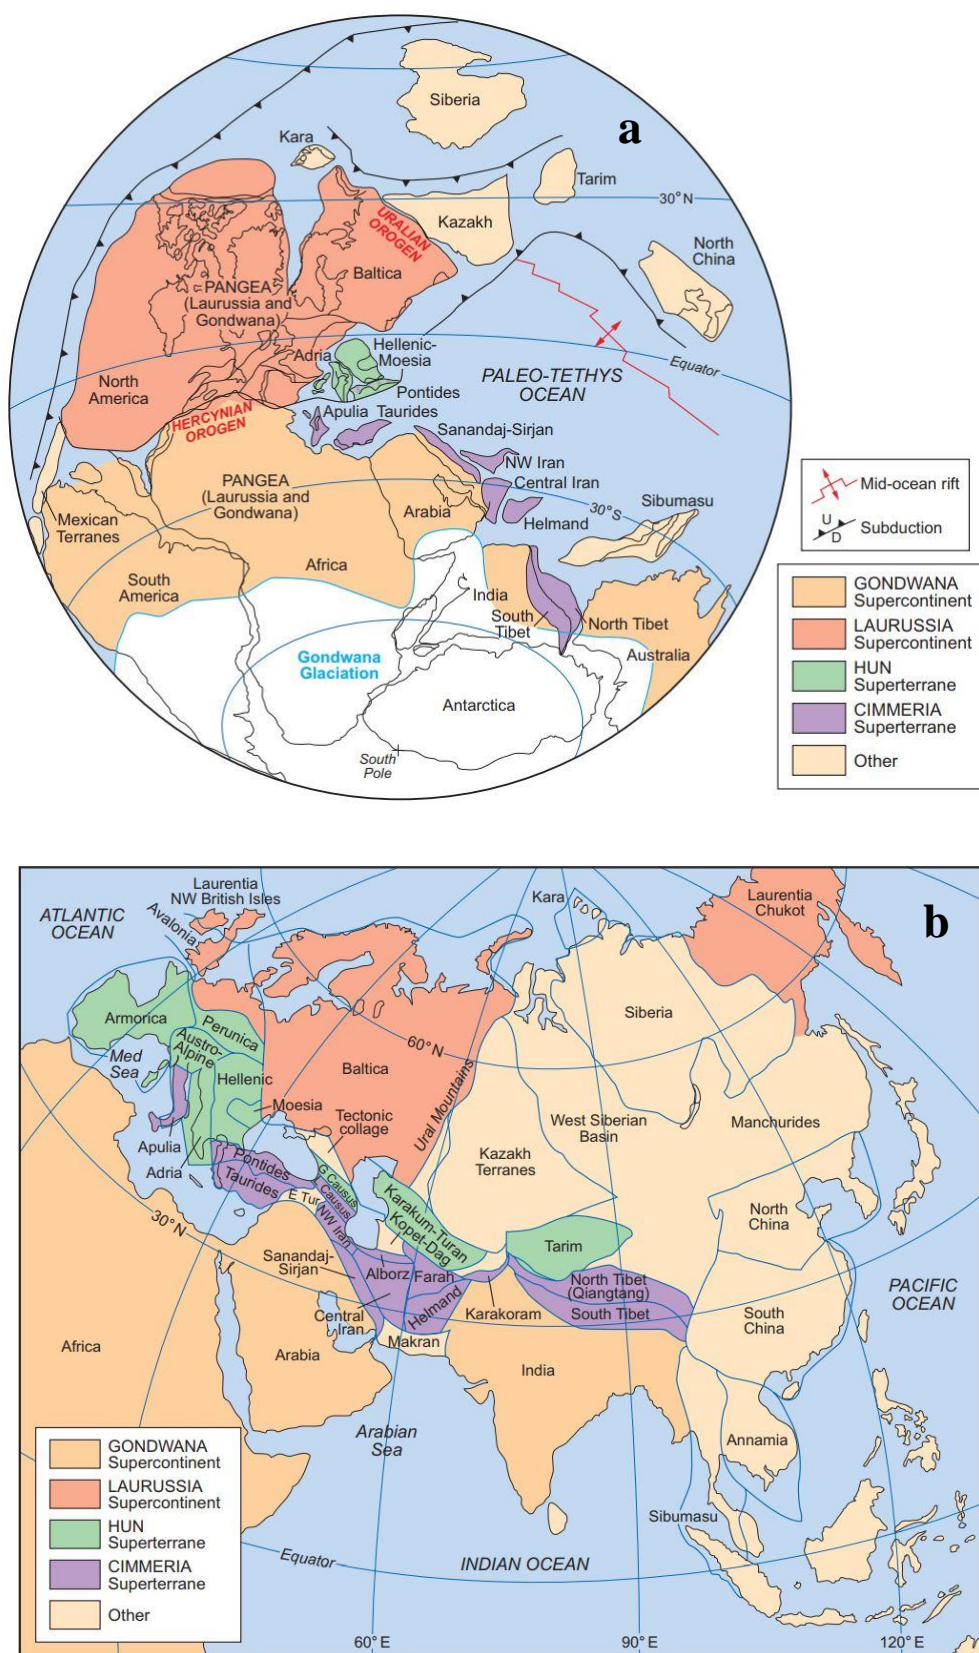 a
Siberia
Kara
Tarim
30° N
Kazakh
URALIAN
OROGEN
North
China
Baltica
PANGEA
(Laurussia and
Gondwana)
Adria
Hellenic-
Moesia
Equator
North
America
PALEO-TETHYS
OCEAN
Pontides
HERCYNIAN
OROGEN
Apulia
Taurides
Sanandaj-Sirjan
NW Iran
PANGEA
(Laurussia and
Gondwana)
Central Iran
Mexican
Terranes
Arabia
30° S
Sibumasu
Helmand
Africa
South
America
India
South
Tibet
North Tibet
Australia
Gondwana
Glaciation
Antarctica
South
Pole
Mid-ocean rift
U
D
Subduction
GONDWANA
Supercontinent
LAURUSSIA
Supercontinent
HUN
Superterrane
CIMMERIA
Superterrane
Other
b
Laurentia
NW British Isles
ATLANTIC
OCEAN
Avalonia
Kara
Laurentia
Chukot
Armorica
Perunica
Siberia
Austro-
Alpine
60° N
Med
Sea
Baltica
Hellenic
Moesia
Ural Mountains
Tectonic
collage
West Siberian
Basin
Manchurides
Apulia
Adria
Pontides
Taurides
Kazakh
Terranes
G Causus
L Causus
E Tur
NW Iran
Karakum-Turan
Kopet-Dag
North
China
30° N
Tarim
Sanandaj-
Sirjan
Alborz
Farah
North Tibet
(Qiangtang)
South Tibet
PACIFIC
OCEAN
Central
Iran
Helmand
Karakoram
South
China
Makran
Africa
Arabia
India
Arabian
Sea
Annamia
Sibumasu
Equator
INDIAN OCEAN
GONDWANA
Supercontinent
LAURUSSIA
Supercontinent
HUN
Superterrane
CIMMERIA
Superterrane
Other
60° E
90° E
120° E